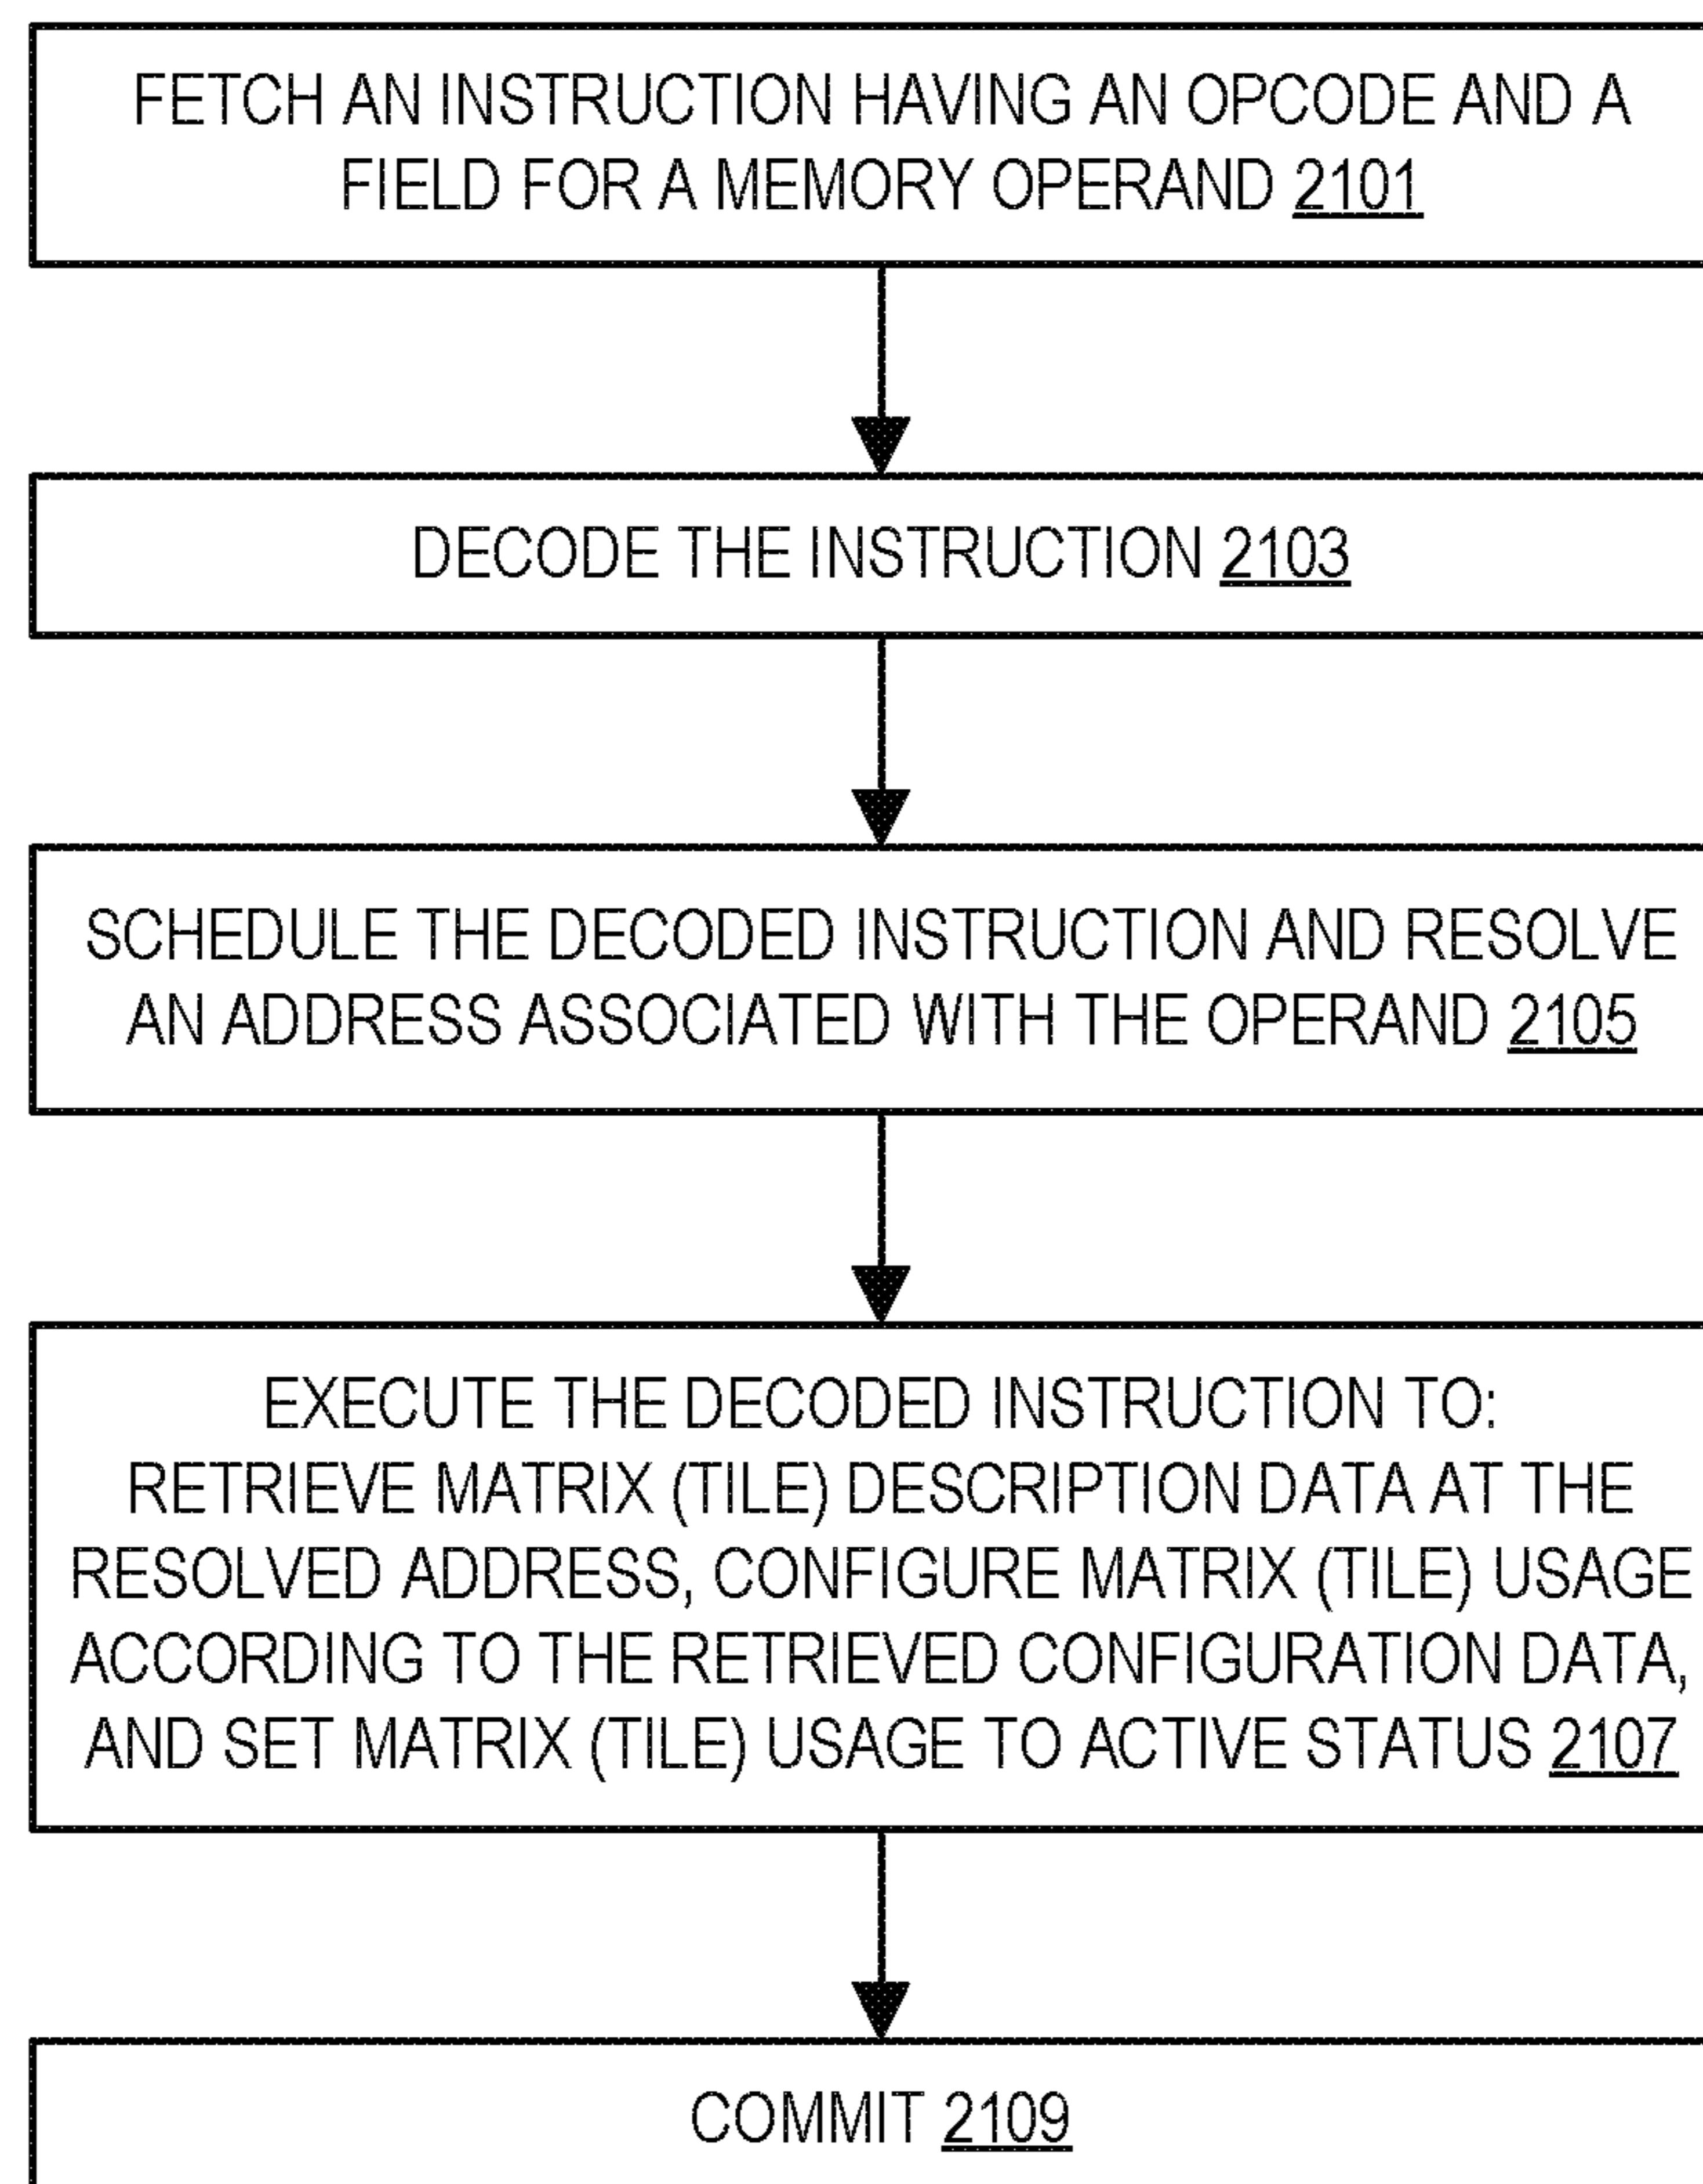 FETCH AN INSTRUCTION HAVING AN OPCODE AND A
FIELD FOR A MEMORY OPERAND 2101
DECODE THE INSTRUCTION 2103
SCHEDULE THE DECODED INSTRUCTION AND RESOLVE
AN ADDRESS ASSOCIATED WITH THE OPERAND 2105
EXECUTE THE DECODED INSTRUCTION TO:
RETRIEVE MATRIX (TILE) DESCRIPTION DATA AT THE
RESOLVED ADDRESS, CONFIGURE MATRIX (TILE) USAGE
ACCORDING TO THE RETRIEVED CONFIGURATION DATA,
AND SET MATRIX (TILE) USAGE TO ACTIVE STATUS 2107
COMMIT 2109